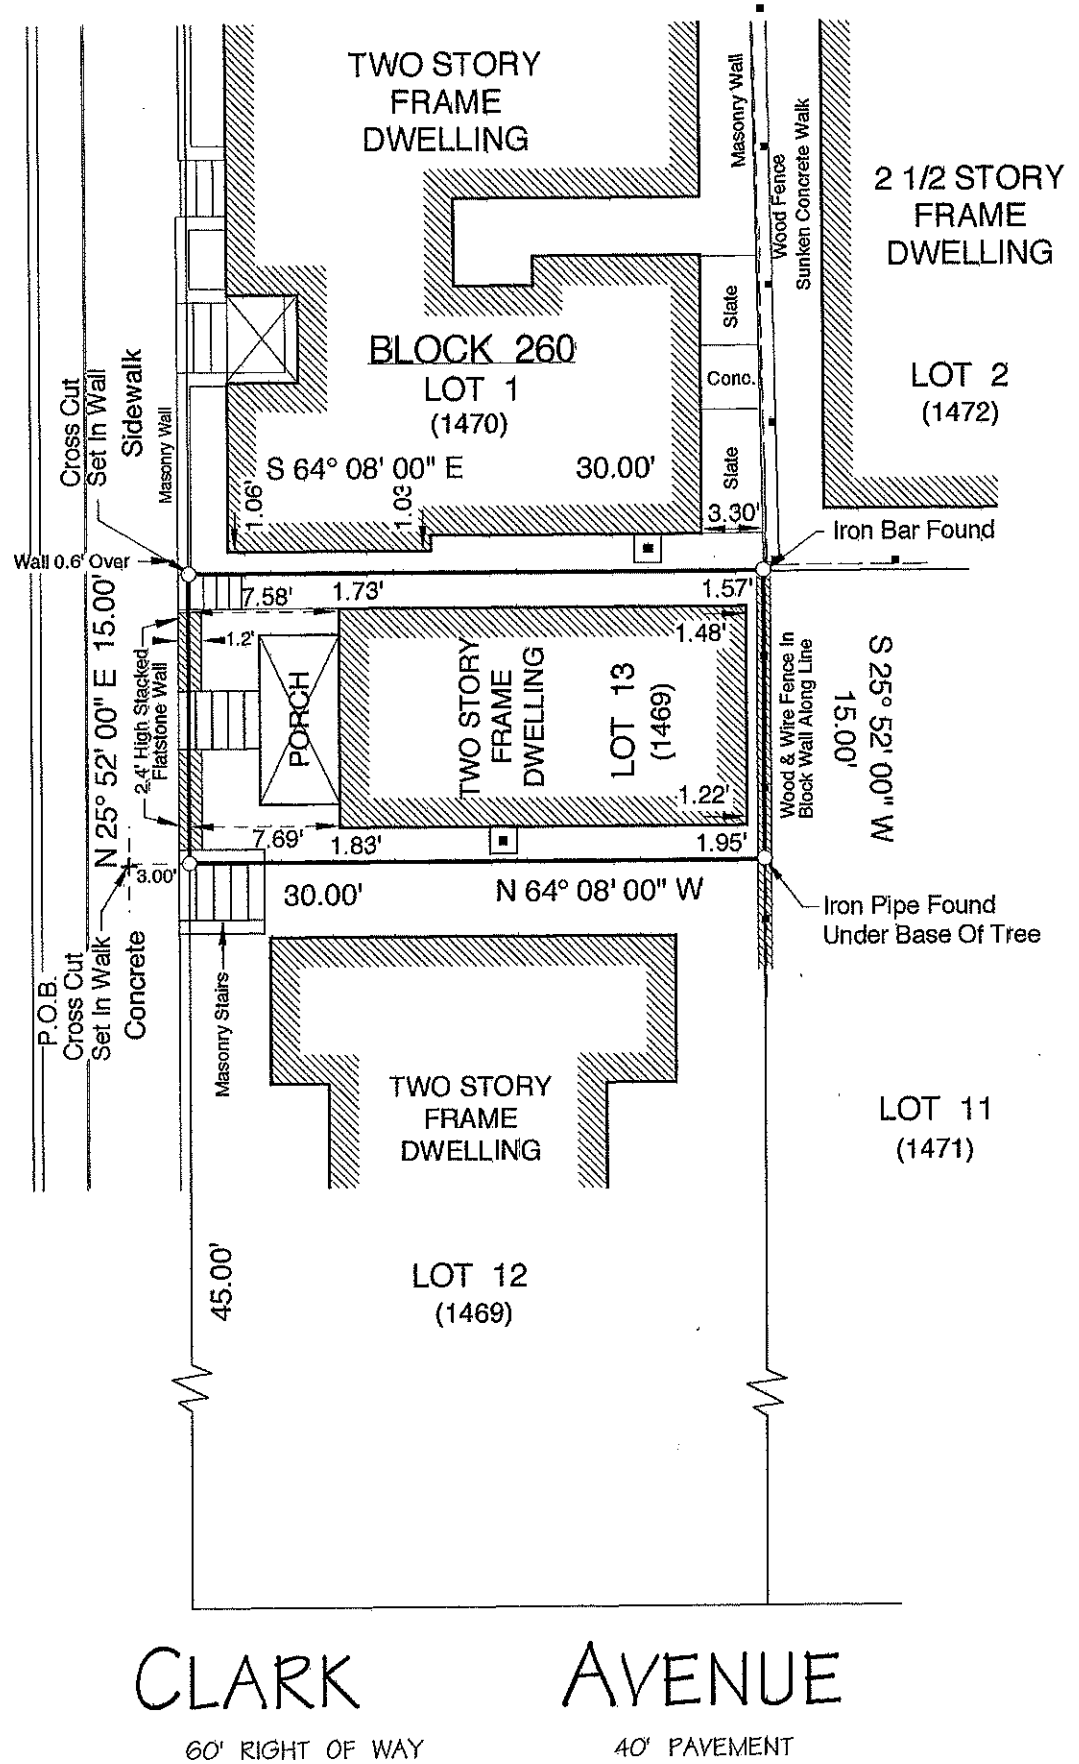 TWO STORY
FRAME
DWELLING
Masonry Wall
Wood Fence
Sunken Concrete Walk
2 1/2 STORY
FRAME
DWELLING
Slate
Conc.
Slate
BLOCK 260
LOT 1
(1470)
LOT 2
(1472)
Cross Cut
Set In Wall
Sidewalk
Masonry Wall
S 64° 08' 00" E
30.00'
1.06'
1.03'
3.30'
Iron Bar Found
Wall 0.6' Over
7.58'
1.73'
1.57'
1.2'
1.48'
N 25° 52' 00" E 15.00'
2.4' High Stacked
Flatstone Wall
PORCH
TWO STORY
FRAME
DWELLING
LOT 13
(1469)
Wood & Wire Fence In
Block Wall Along Line
S 25° 52' 00" W
15.00'
1.22'
7.69'
1.83'
1.95'
3.00'
30.00'
N 64° 08' 00" W
Iron Pipe Found
Under Base Of Tree
P.O.B.
Cross Cut
Set In Walk
Concrete
Masonry Stairs
TWO STORY
FRAME
DWELLING
LOT 11
(1471)
45.00'
LOT 12
(1469)
CLARK AVENUE
60' RIGHT OF WAY
40' PAVEMENT